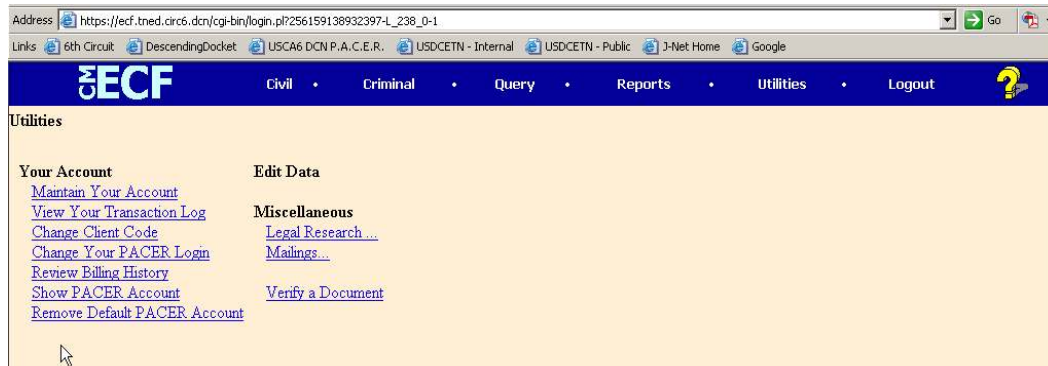 Address https://ecf.tned.circ6.dcn/cgi-bin/login.pl?256159138932397-L_238_0-1 Go
Links 6th Circuit DescendingDocket USCA6 DCN P.A.C.E.R. USDCETN - Internal USDCETN - Public J-Net Home Google
CM ECF Civil • Criminal • Query • Reports • Utilities • Logout ?
Utilities
Your Account
Maintain Your Account
View Your Transaction Log
Change Client Code
Change Your PACER Login
Review Billing History
Show PACER Account
Remove Default PACER Account
Edit Data
Miscellaneous
Legal Research ...
Mailings...
Verify a Document